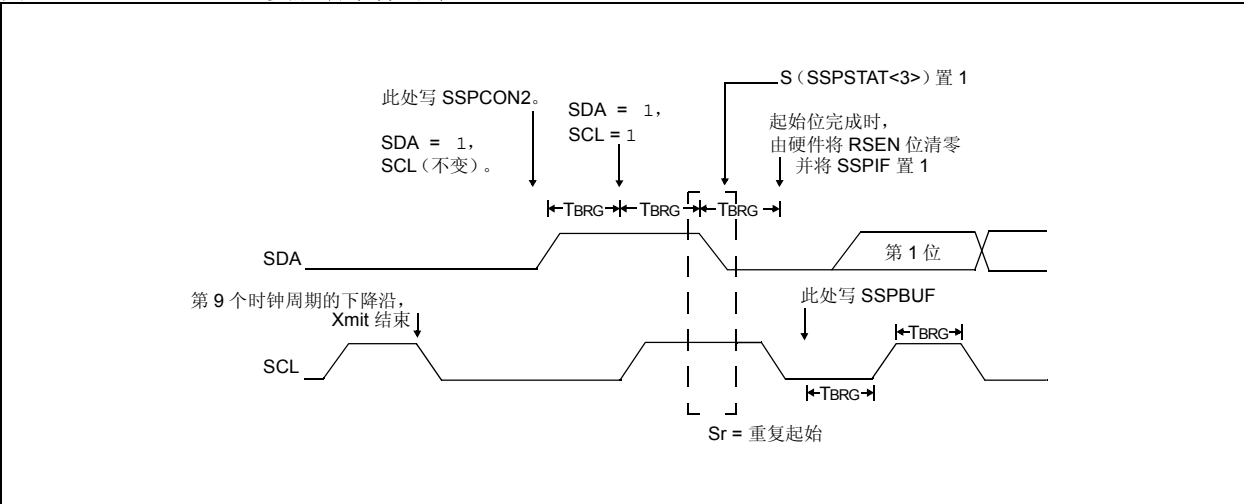 S（SSPSTAT<3>）置 1
此处写 SSPCON2。
SDA = 1，
SCL（不变）。
SDA = 1，
SCL = 1
起始位完成时，
由硬件将 RSEN 位清零
并将 SSPIF 置 1
TBRG
TBRG
TBRG
SDA
第 1 位
第 9 个时钟周期的下降沿，
Xmit 结束
此处写 SSPBUF
TBRG
SCL
TBRG
Sr = 重复起始